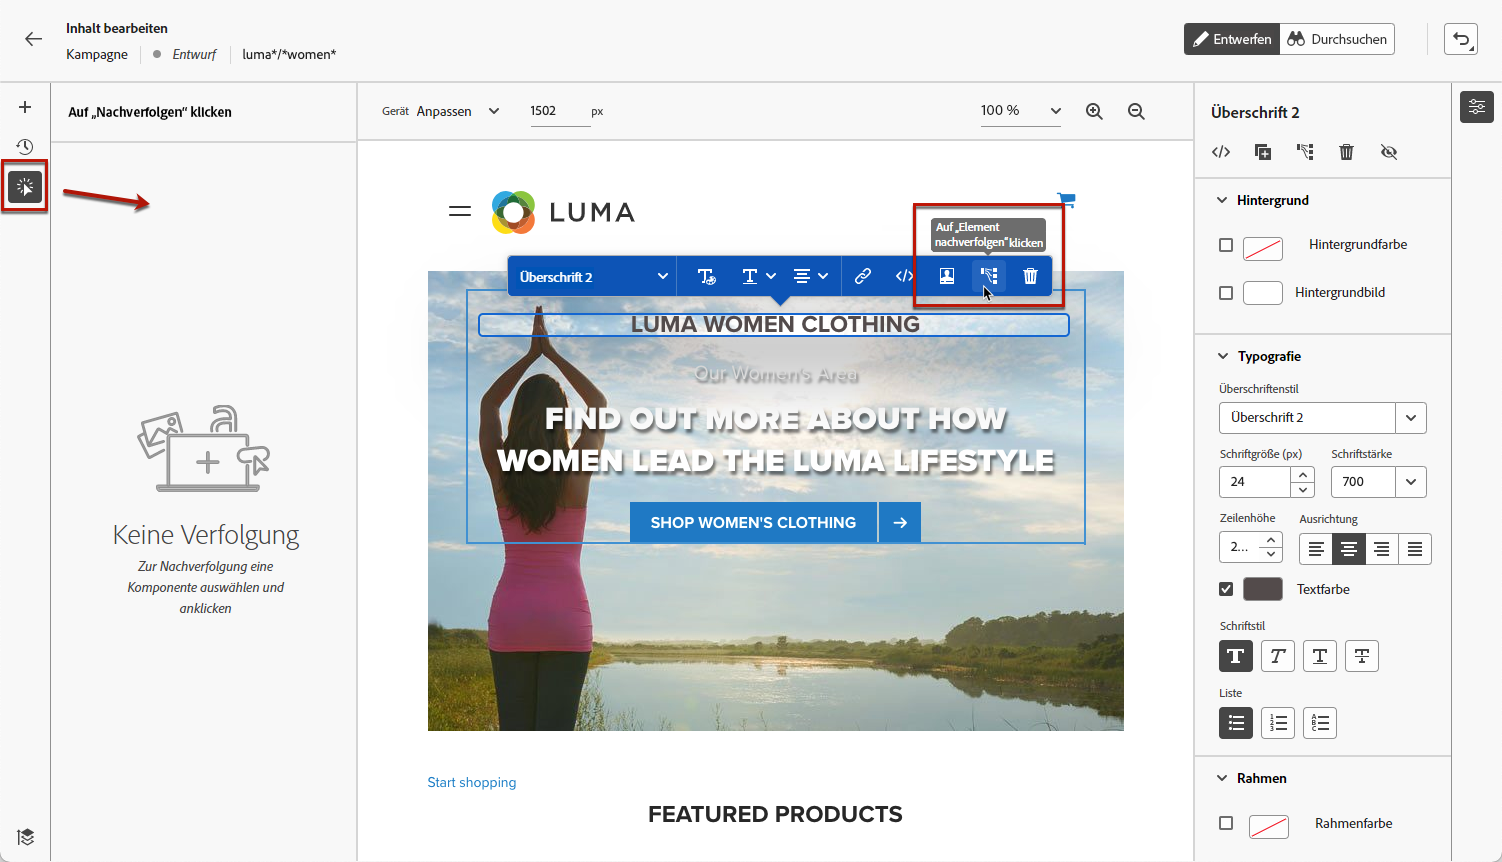 Inhalt bearbeiten
Kampagne
Entwurf
luma*/*women*
Entwerfen
Durchsuchen
Auf „Nachverfolgen“ klicken
Gerät
Anpassen
1502
px
100 %
LUMA
Auf „Element
nachverfolgen“ klicken
Überschrift 2
LUMA WOMEN CLOTHING
Our Women's Area
FIND OUT MORE ABOUT HOW
WOMEN LEAD THE LUMA LIFESTYLE
SHOP WOMEN'S CLOTHING
Start shopping
FEATURED PRODUCTS
Keine Verfolgung
Zur Nachverfolgung eine
Komponente auswählen und
anklicken
Überschrift 2
Hintergrund
Hintergrundfarbe
Hintergrundbild
Typografie
Überschriftenstil
Überschrift 2
Schriftgröße (px)
Schriftstärke
24
700
Zeilenhöhe
Ausrichtung
2...
Textfarbe
Schriftstil
Liste
Rahmen
Rahmenfarbe